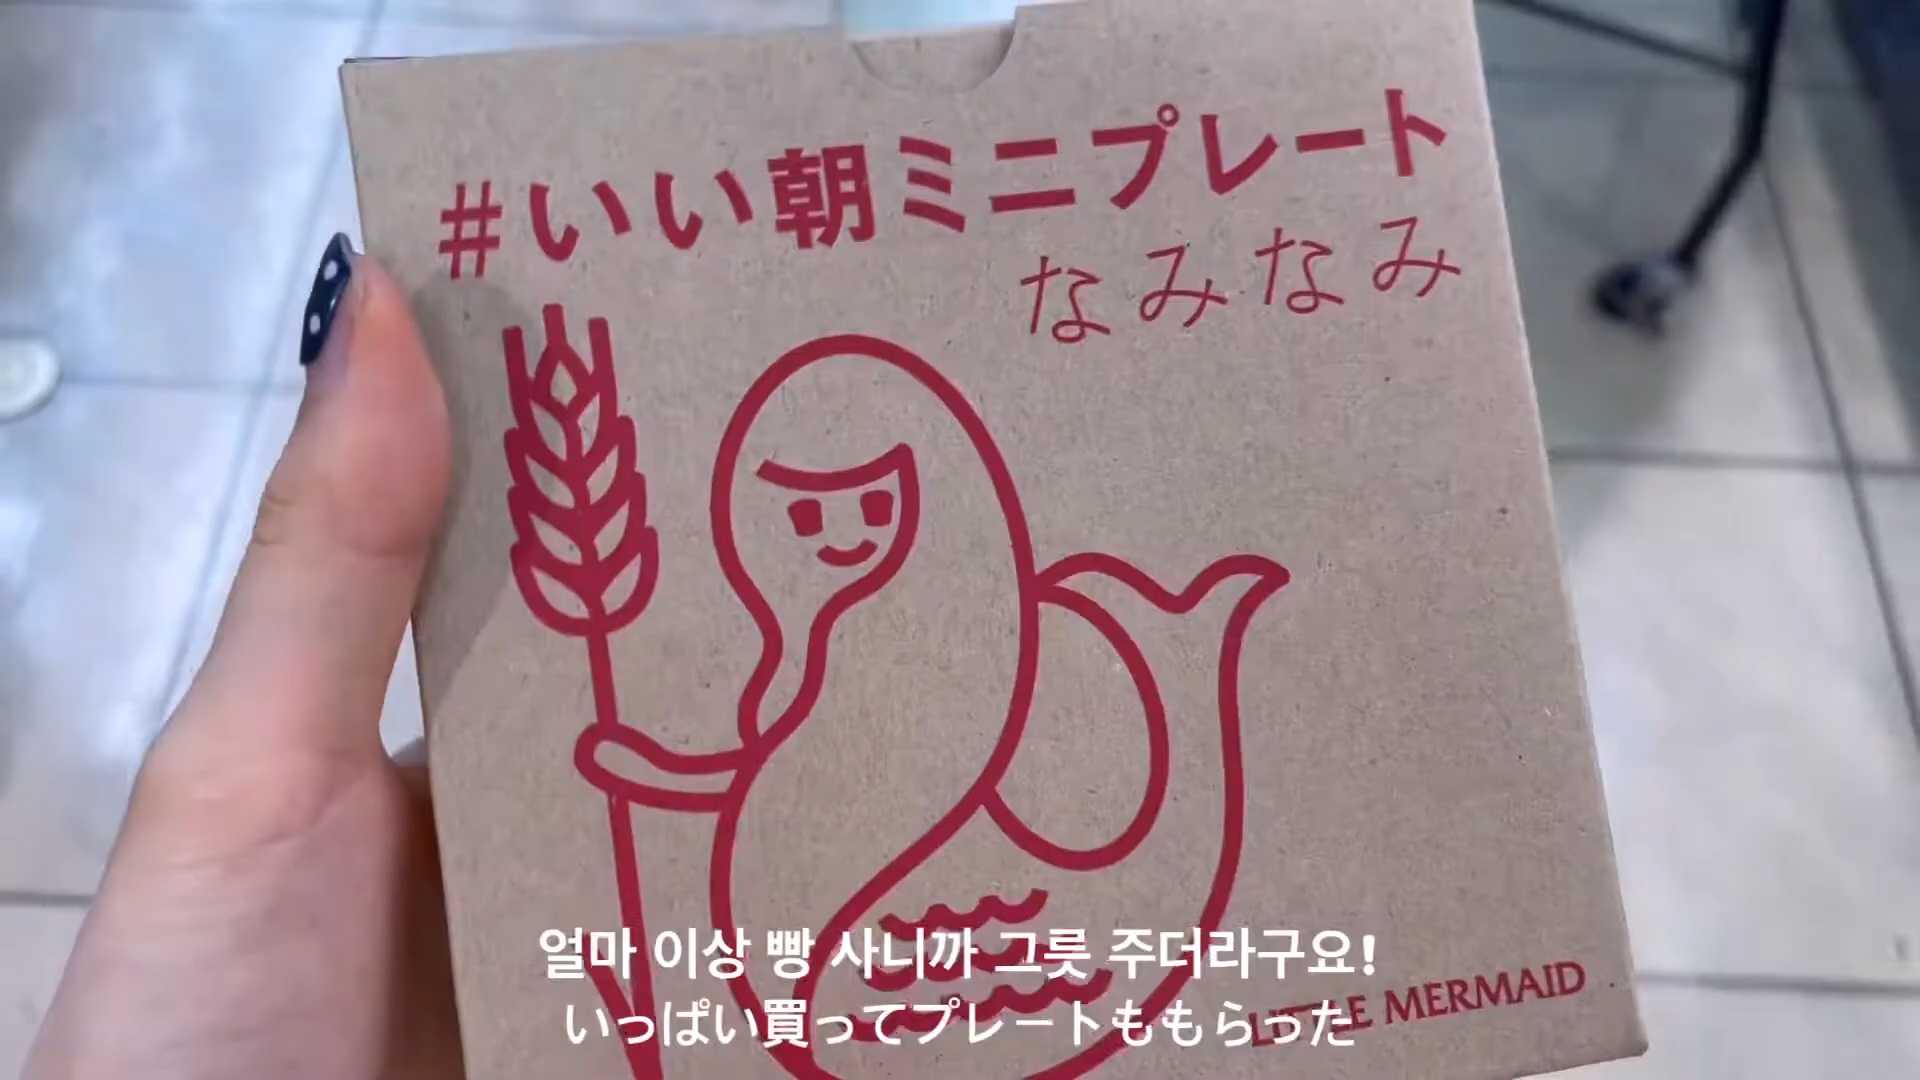 #いい朝ミニプレート
なみなみ
LITTLE MERMAID
얼마 이상 빵 사니까 그릇 주더라구요!
いっぱい買ってプレートももらった